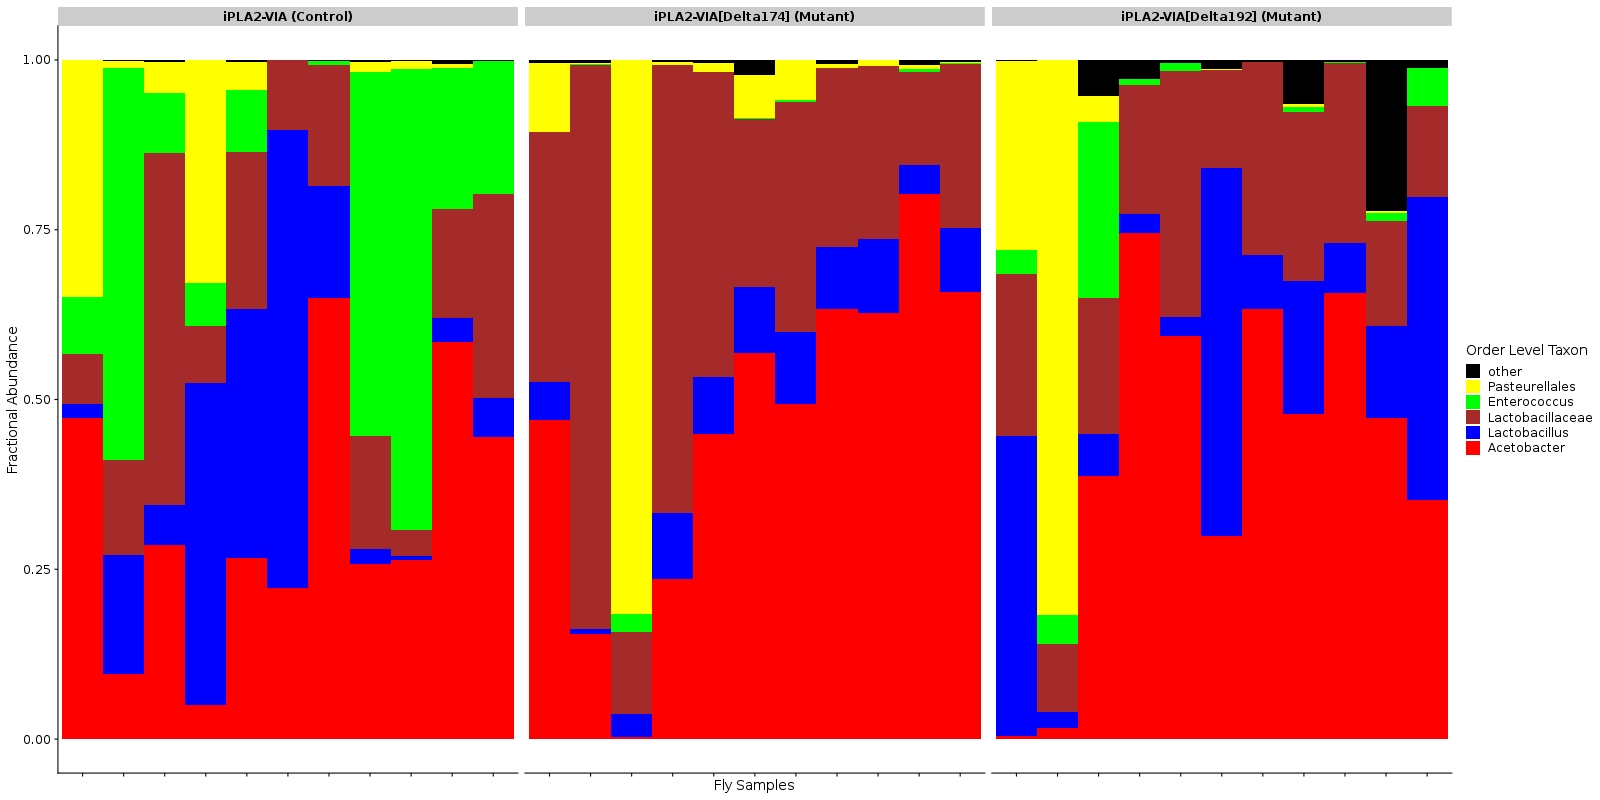 iPLA2-VIA (Control)
iPLA2-VIA[Delta174] (Mutant)
iPLA2-VIA[Delta192] (Mutant)
1.00
0.75
0.50
0.25
0.00
Fractional Abundance
Fly Samples
Order Level Taxon
other
Pasteurellales
Enterococcus
Lactobacillaceae
Lactobacillus
Acetobacter